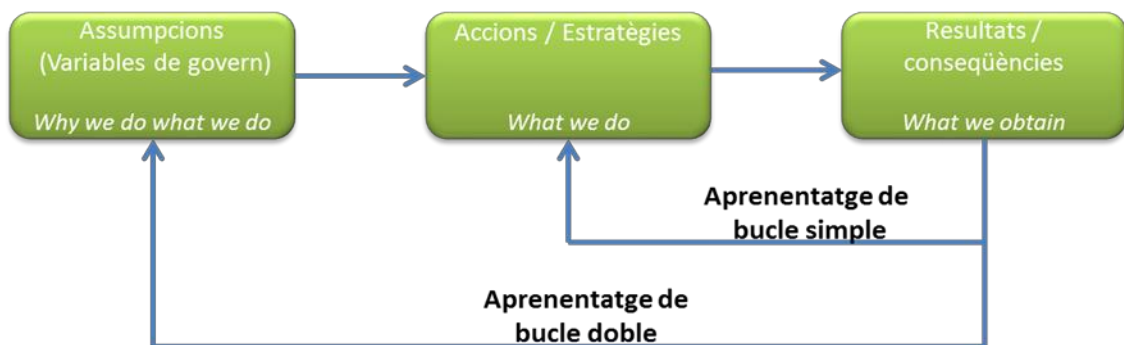 Assumpcions
(Variables de govern)
Why we do what we do
Accions / Estratègies
What we do
Resultats /
conseqüències
What we obtain
Aprenentatge de
bucle simple
Aprenentatge de
bucle doble